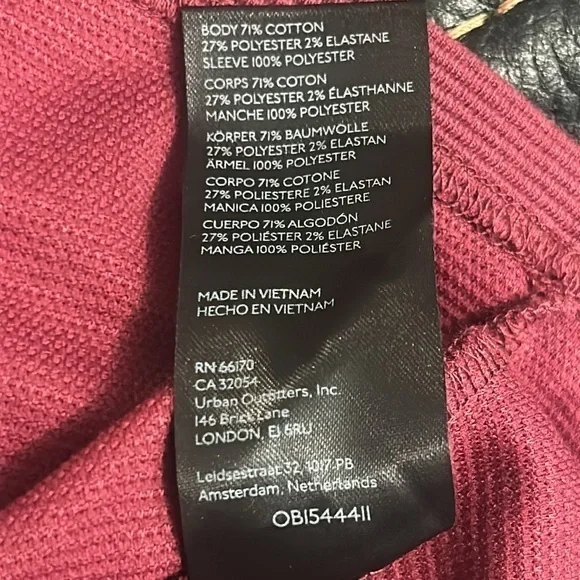 BODY 71% COTTON
27% POLYESTER 2% ELASTANE
SLEEVE 100% POLYESTER
CORPS 71% COTON
27% POLYESTER 2% ÉLASTHANNE
MANCHE 100% POLYESTER
KÖRPER 71% BAUMWOLLE
27% POLYESTER 2% ELASTAN
ÄRMEL 100% POLYESTER
CORPO 71% COTONE
27% POLIESTERE 2% ELASTAN
MANICA 100% POLIESTERE
CUERPO 71% ALGODÓN
27% POLIÉSTER 2% ELASTANE
MANGA 100% POLIÉSTER
MADE IN VIETNAM
HECHO EN VIETNAM
RN 66170
CA 32054
Urban Outfitters, Inc.
146 Brick Lane
LONDON, E1 6RU
Leidsestraat 32, 1017 PB
Amsterdam, Netherlands
OB1544411